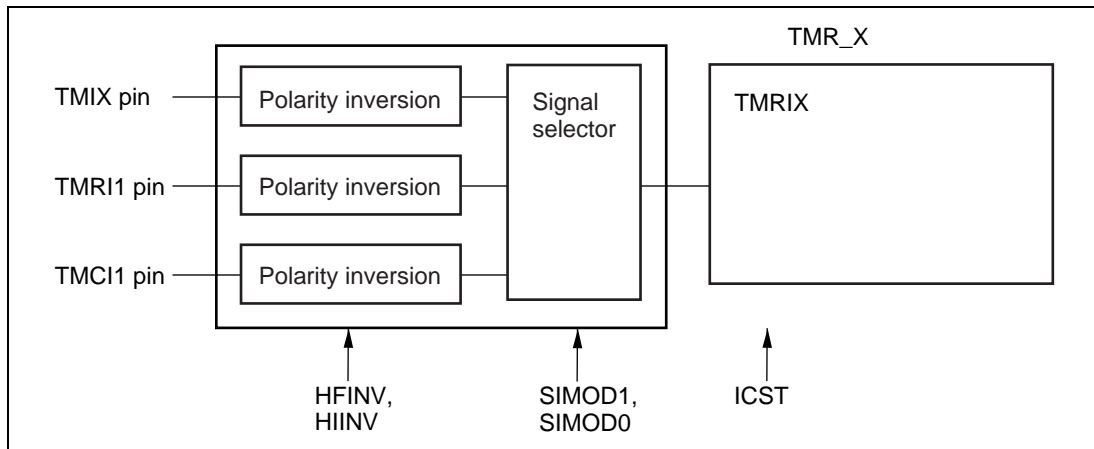 TMR_X
TMIX pin
Polarity inversion
Signal
selector
TMRIX
TMRI1 pin
Polarity inversion
TMCI1 pin
Polarity inversion
HFINV,
HIINV
SIMOD1,
SIMOD0
ICST